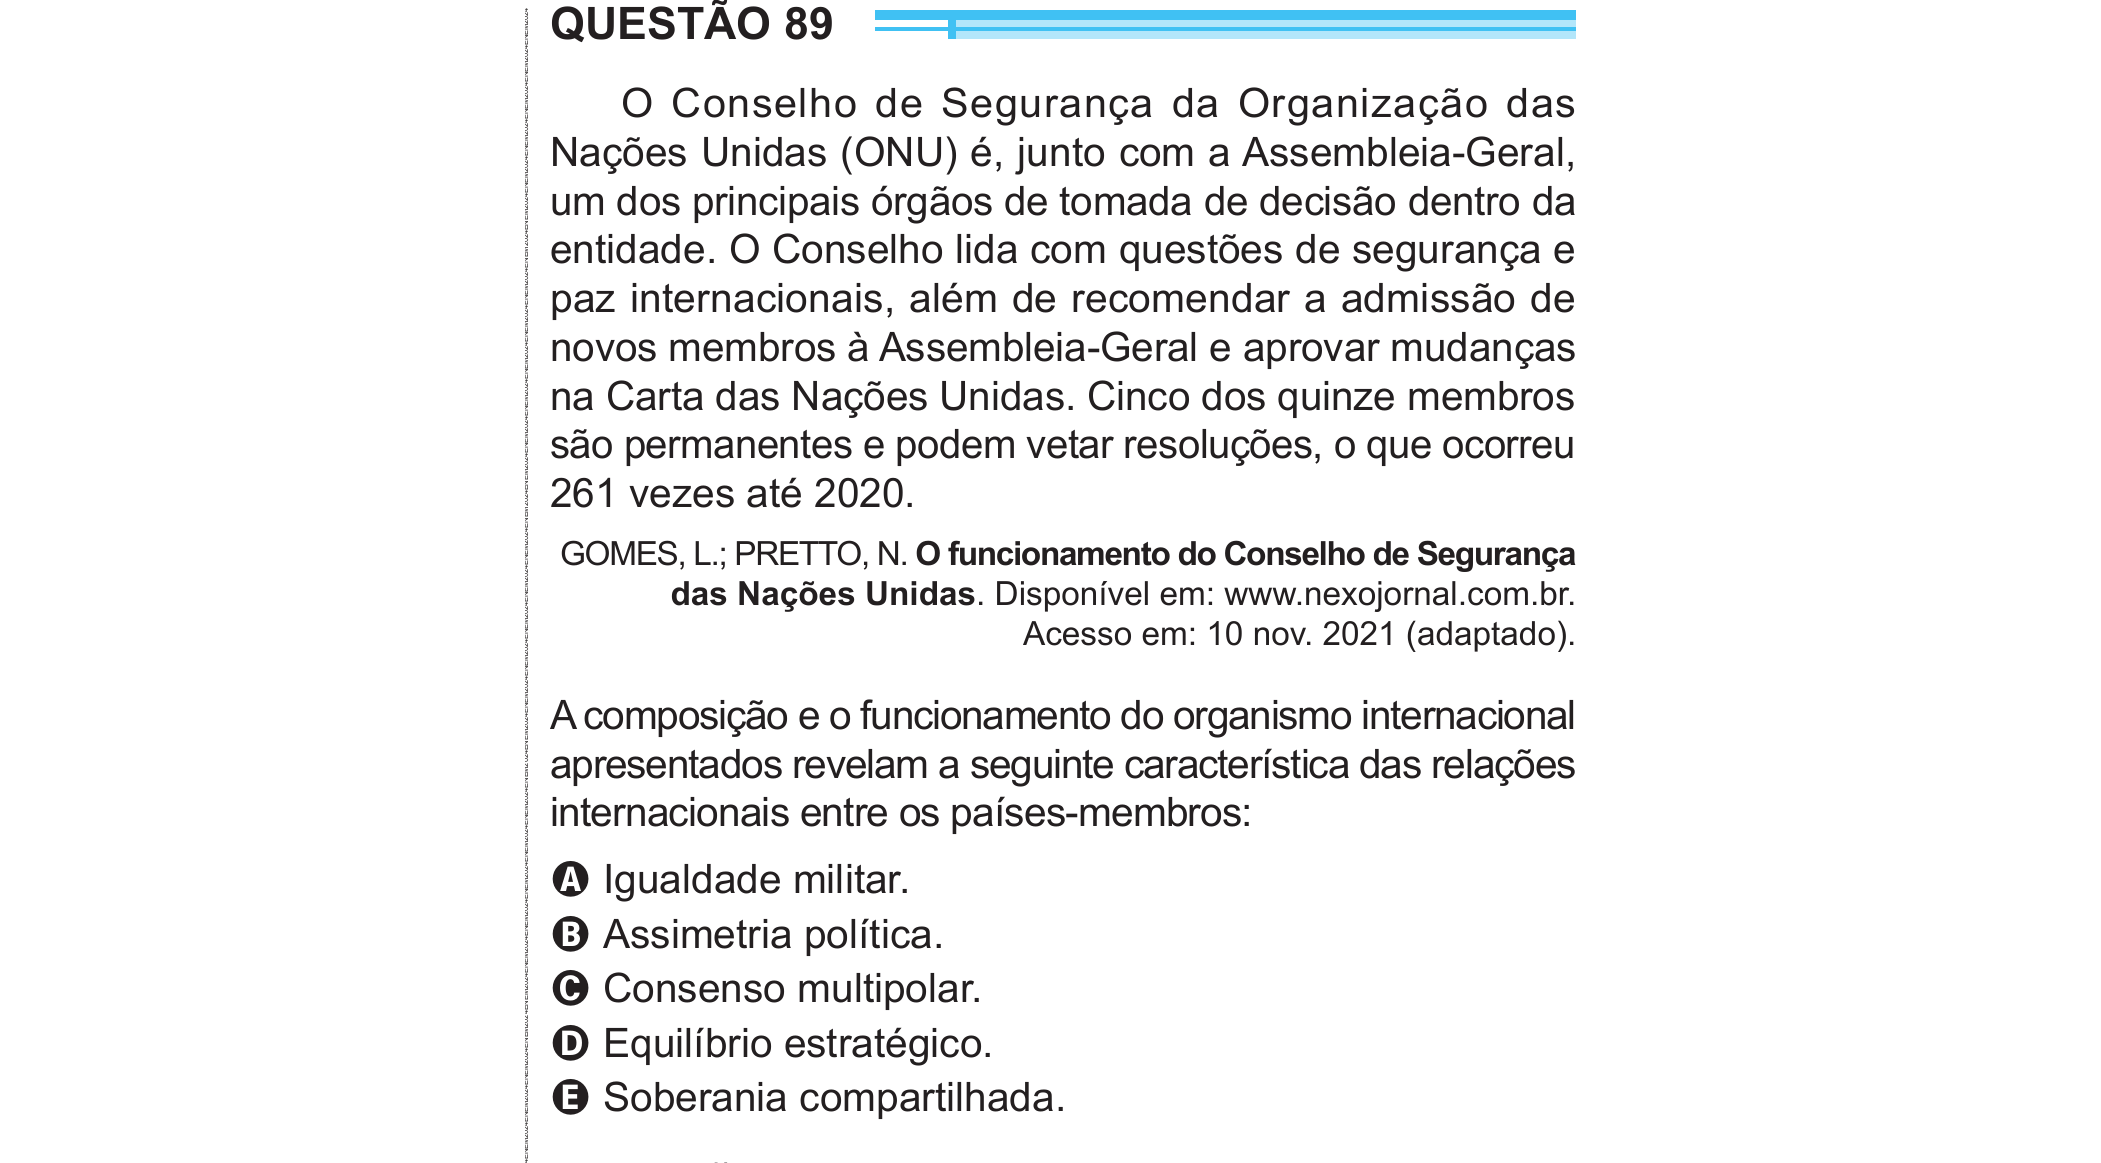 QUESTÃO 89
O Conselho de Segurança da Organização das
Nações Unidas (ONU) é, junto com a Assembleia-Geral,
um dos principais órgãos de tomada de decisão dentro da
entidade. O Conselho lida com questões de segurança e
paz internacionais, além de recomendar a admissão de
novos membros à Assembleia-Geral e aprovar mudanças
na Carta das Nações Unidas. Cinco dos quinze membros
são permanentes e podem vetar resoluções, o que ocorreu
261 vezes até 2020.
GOMES, L.; PRETTO, N. O funcionamento do Conselho de Segurança
das Nações Unidas. Disponível em: www.nexojornal.com.br.
Acesso em: 10 nov. 2021 (adaptado).
A composição e o funcionamento do organismo internacional
apresentados revelam a seguinte característica das relações
internacionais entre os países-membros:
A Igualdade militar.
B Assimetria política.
C Consenso multipolar.
D Equilíbrio estratégico.
E Soberania compartilhada.